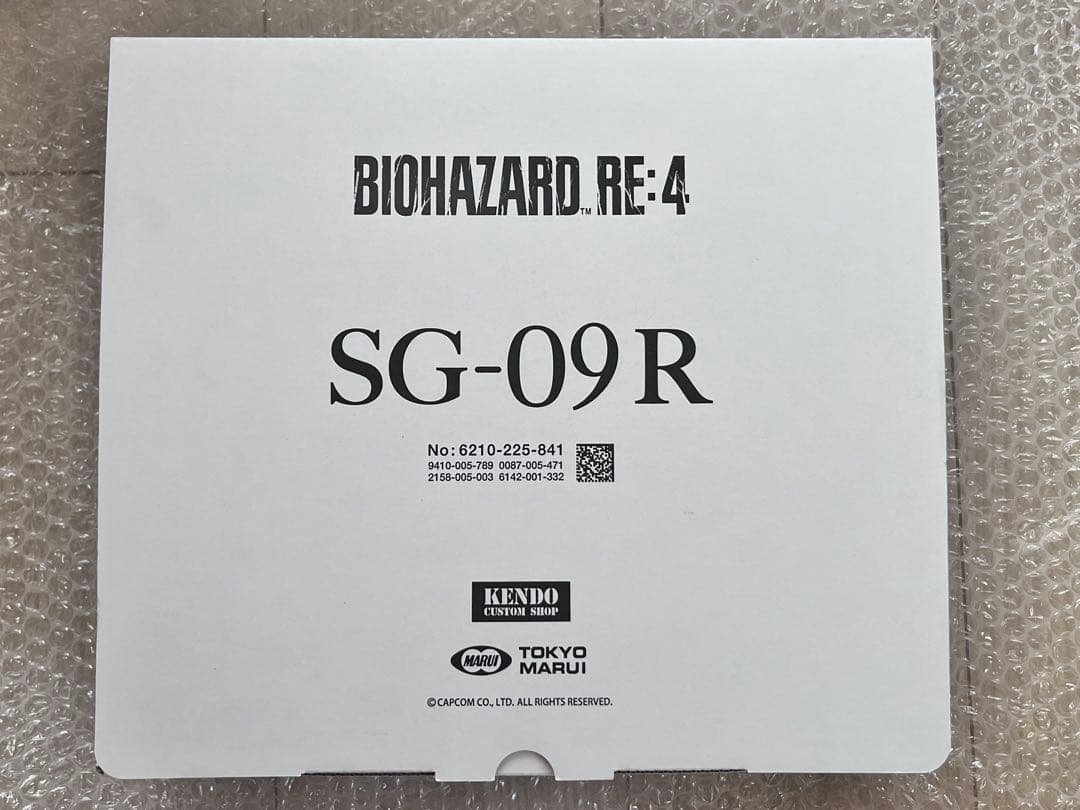 BIOHAZARD™ RE:4
SG-09 R
No: 6210-225-841
9410-005-789 0087-005-471
2158-005-003 6142-001-332
KENDO
CUSTOM SHOP
MARUI
TOKYO
MARUI
© CAPCOM CO., LTD. ALL RIGHTS RESERVED.